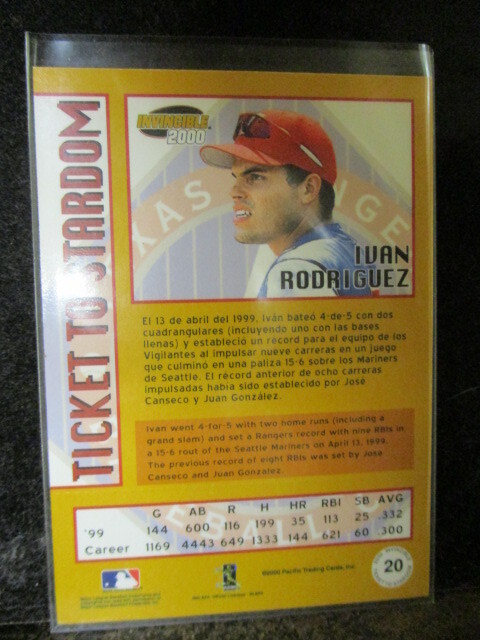 TICKET TO STARDOM
INVINCIBLE
2000
XAS
NGE
IVAN
RODRIGUEZ
El 13 de abril del 1999, Iván bateó 4-de-5 con dos
cuadrangulares (incluyendo uno con las bases
llenas) y estableció un récord para el equipo de los
Vigilantes al impulsar nueve carreras en un juego
que culminó en una paliza 15-6 sobre los Mariners
de Seattle. El récord anterior de ocho carreras
impulsadas había sido establecido por José
Canseco y Juan González.
Ivan went 4-for-5 with two home runs (including a
grand slam) and set a Rangers record with nine RBIs in
a 15-6 rout of the Seattle Mariners on April 13, 1999.
The previous record of eight RBIs was set by Jose
Canseco and Juan Gonzalez.
G AB R H HR RBI SB AVG
'99 144 600 116 199 35 113 25 .332
Career 1169 4443 649 1333 144 621 60 .300
©2000 Pacific Trading Cards, Inc.
20